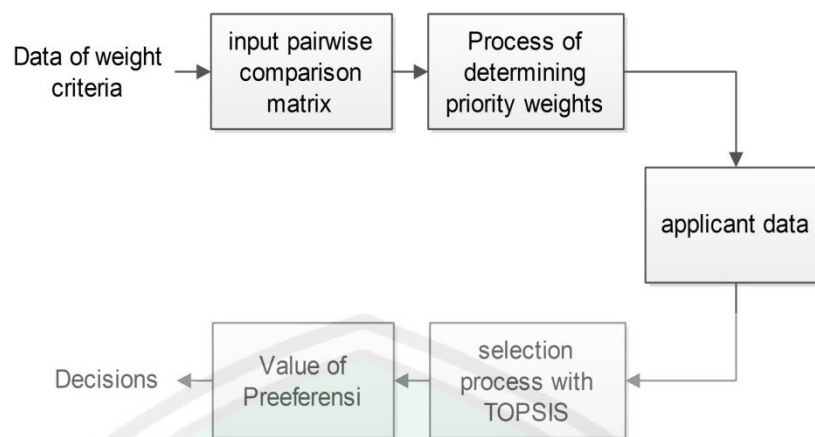 Data of weight
criteria
input pairwise
comparison
matrix
Process of
determining
priority weights
applicant data
selection
process with
TOPSIS
Value of
Preeferensi
Decisions